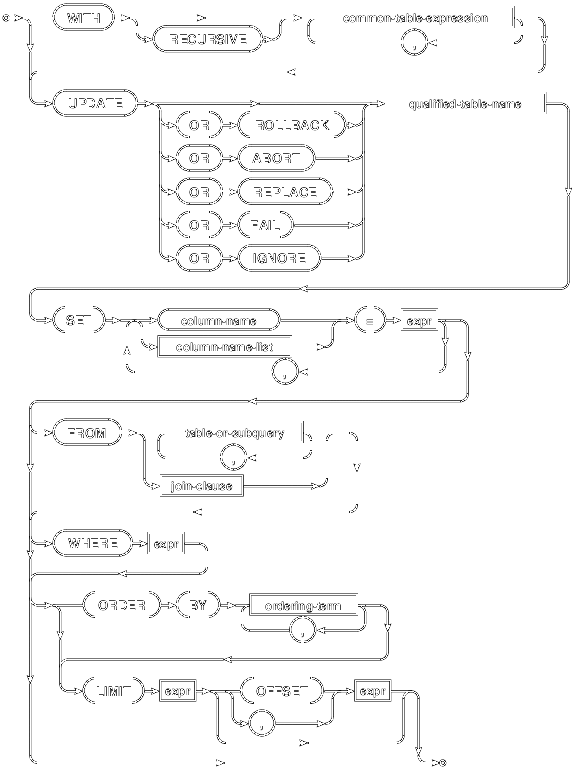 WITH common-table-expression
RECURSIVE ,
UPDATE qualified-table-name
OR ROLLBACK
OR ABORT
OR REPLACE
OR FAIL
OR IGNORE
SET column-name = expr
column-name-list
,
FROM table-or-subquery
,
join-clause
WHERE expr
ORDER BY ordering-term
,
LIMIT expr OFFSET expr
,